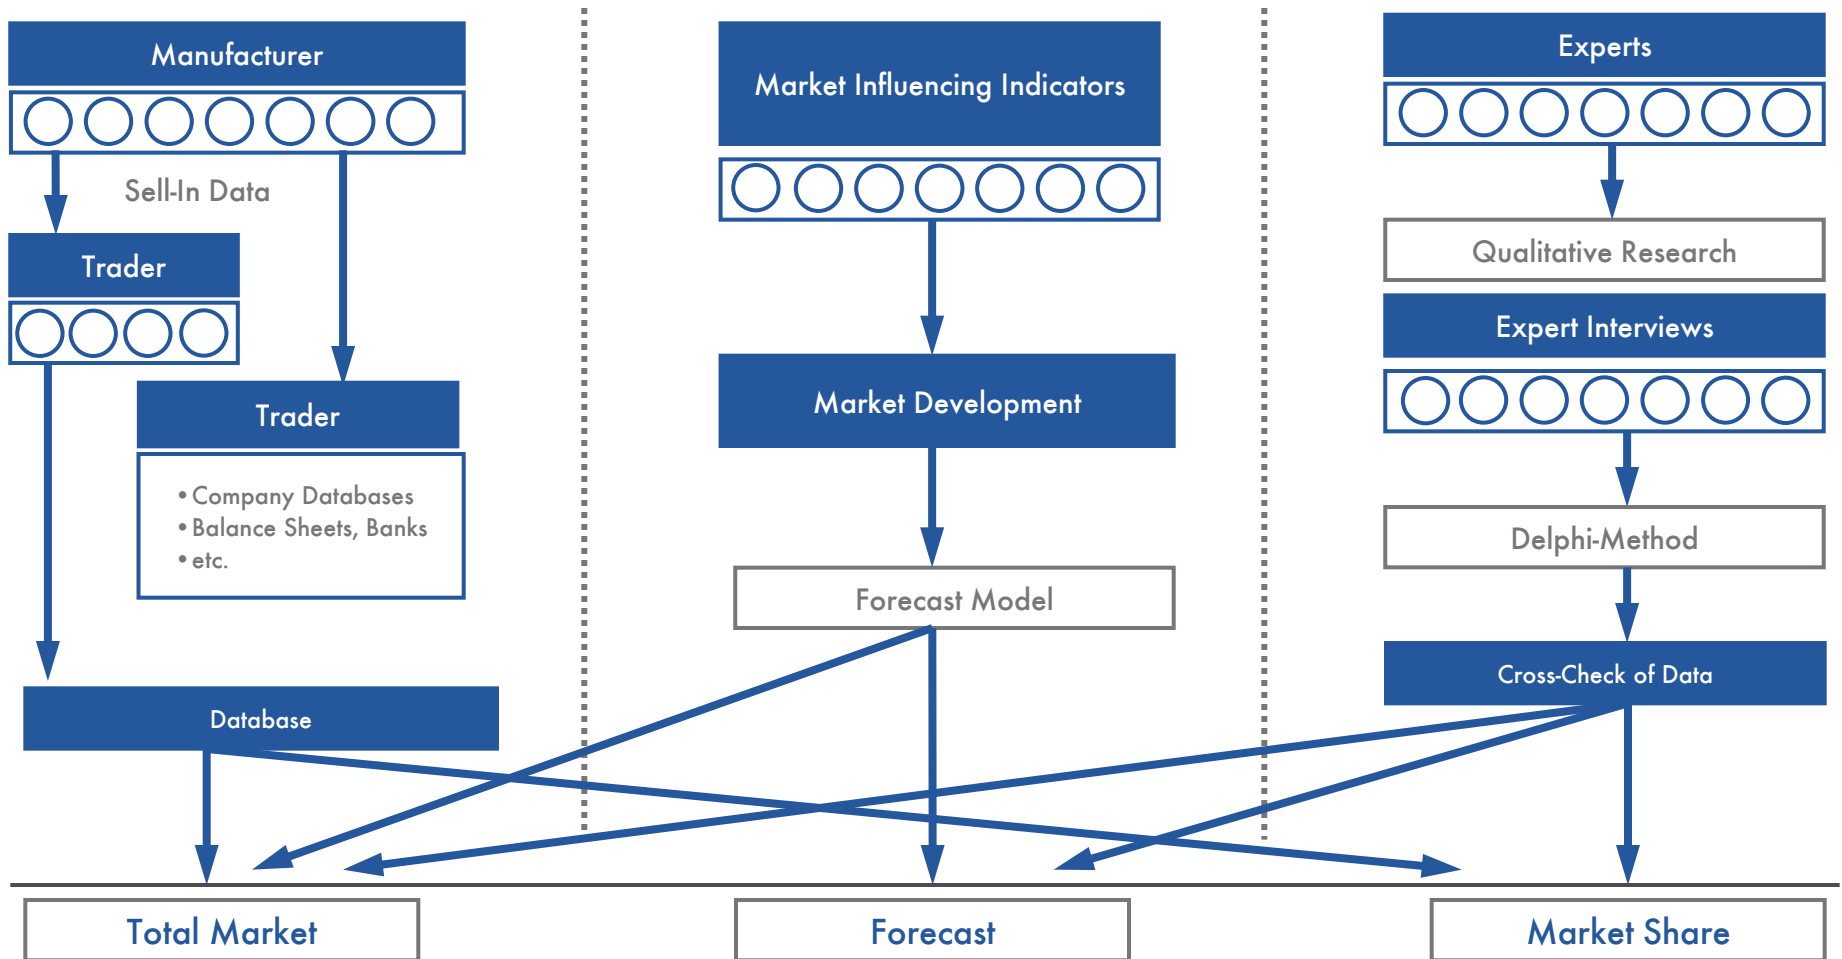 Manufacturer
Sell-In Data
Trader
Trader
• Company Databases
• Balance Sheets, Banks
• etc.
Database
Market Influencing Indicators
Market Development
Forecast Model
Experts
Qualitative Research
Expert Interviews
Delphi-Method
Cross-Check of Data
Total Market
Forecast
Market Share